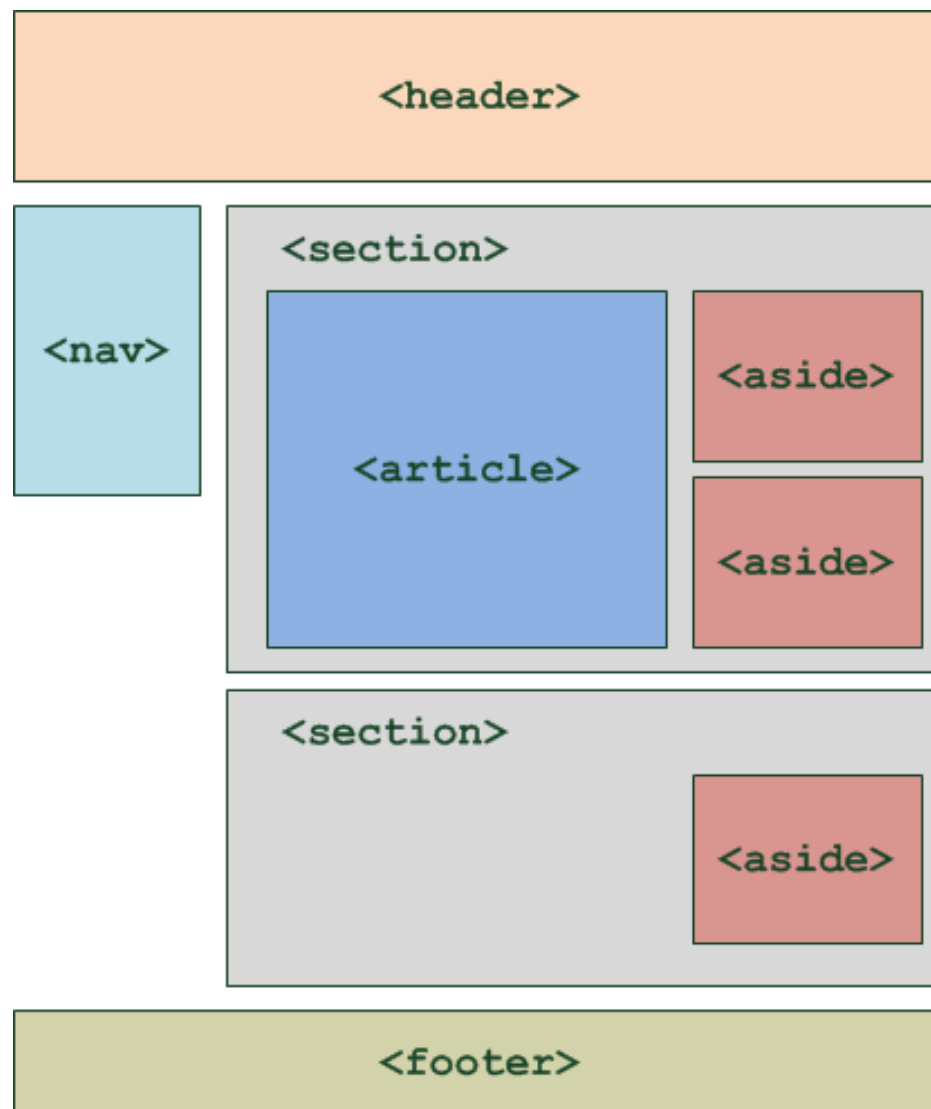 <header>
<section>
<nav>
<article>
<aside>
<aside>
<section>
<aside>
<footer>